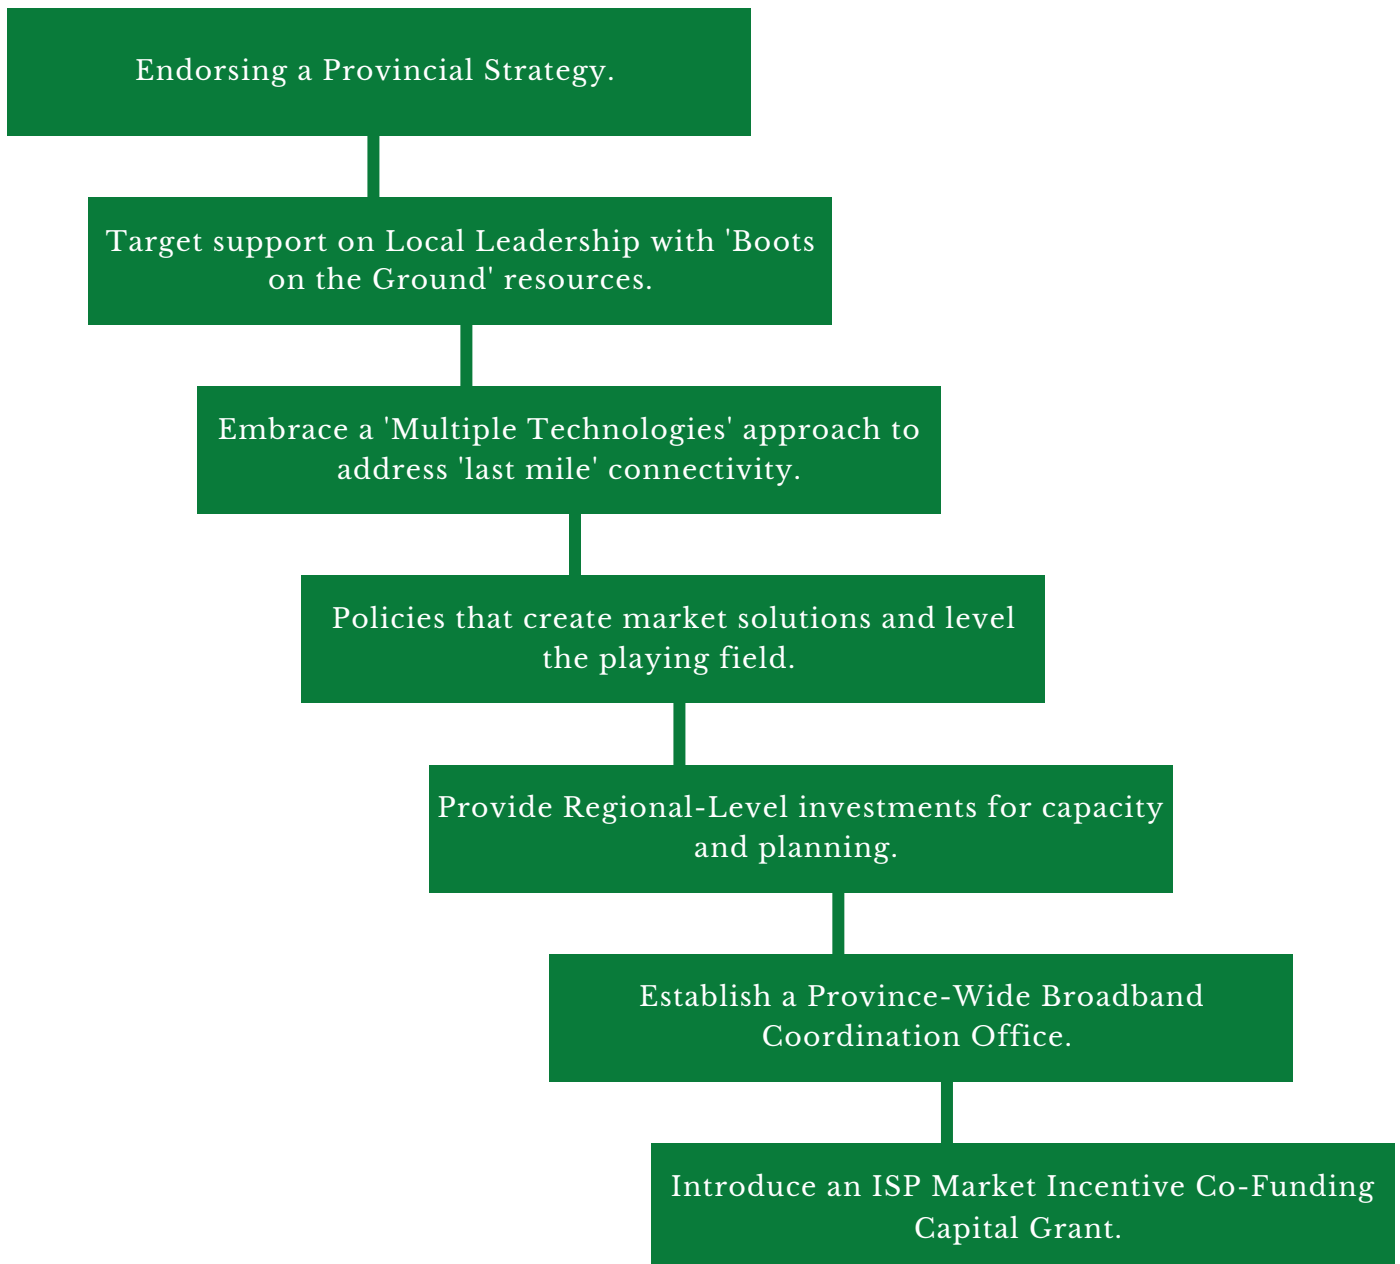 Endorsing a Provincial Strategy.
Target support on Local Leadership with 'Boots
on the Ground' resources.
Embrace a 'Multiple Technologies' approach to
address 'last mile' connectivity.
Policies that create market solutions and level
the playing field.
Provide Regional-Level investments for capacity
and planning.
Establish a Province-Wide Broadband
Coordination Office.
Introduce an ISP Market Incentive Co-Funding
Capital Grant.